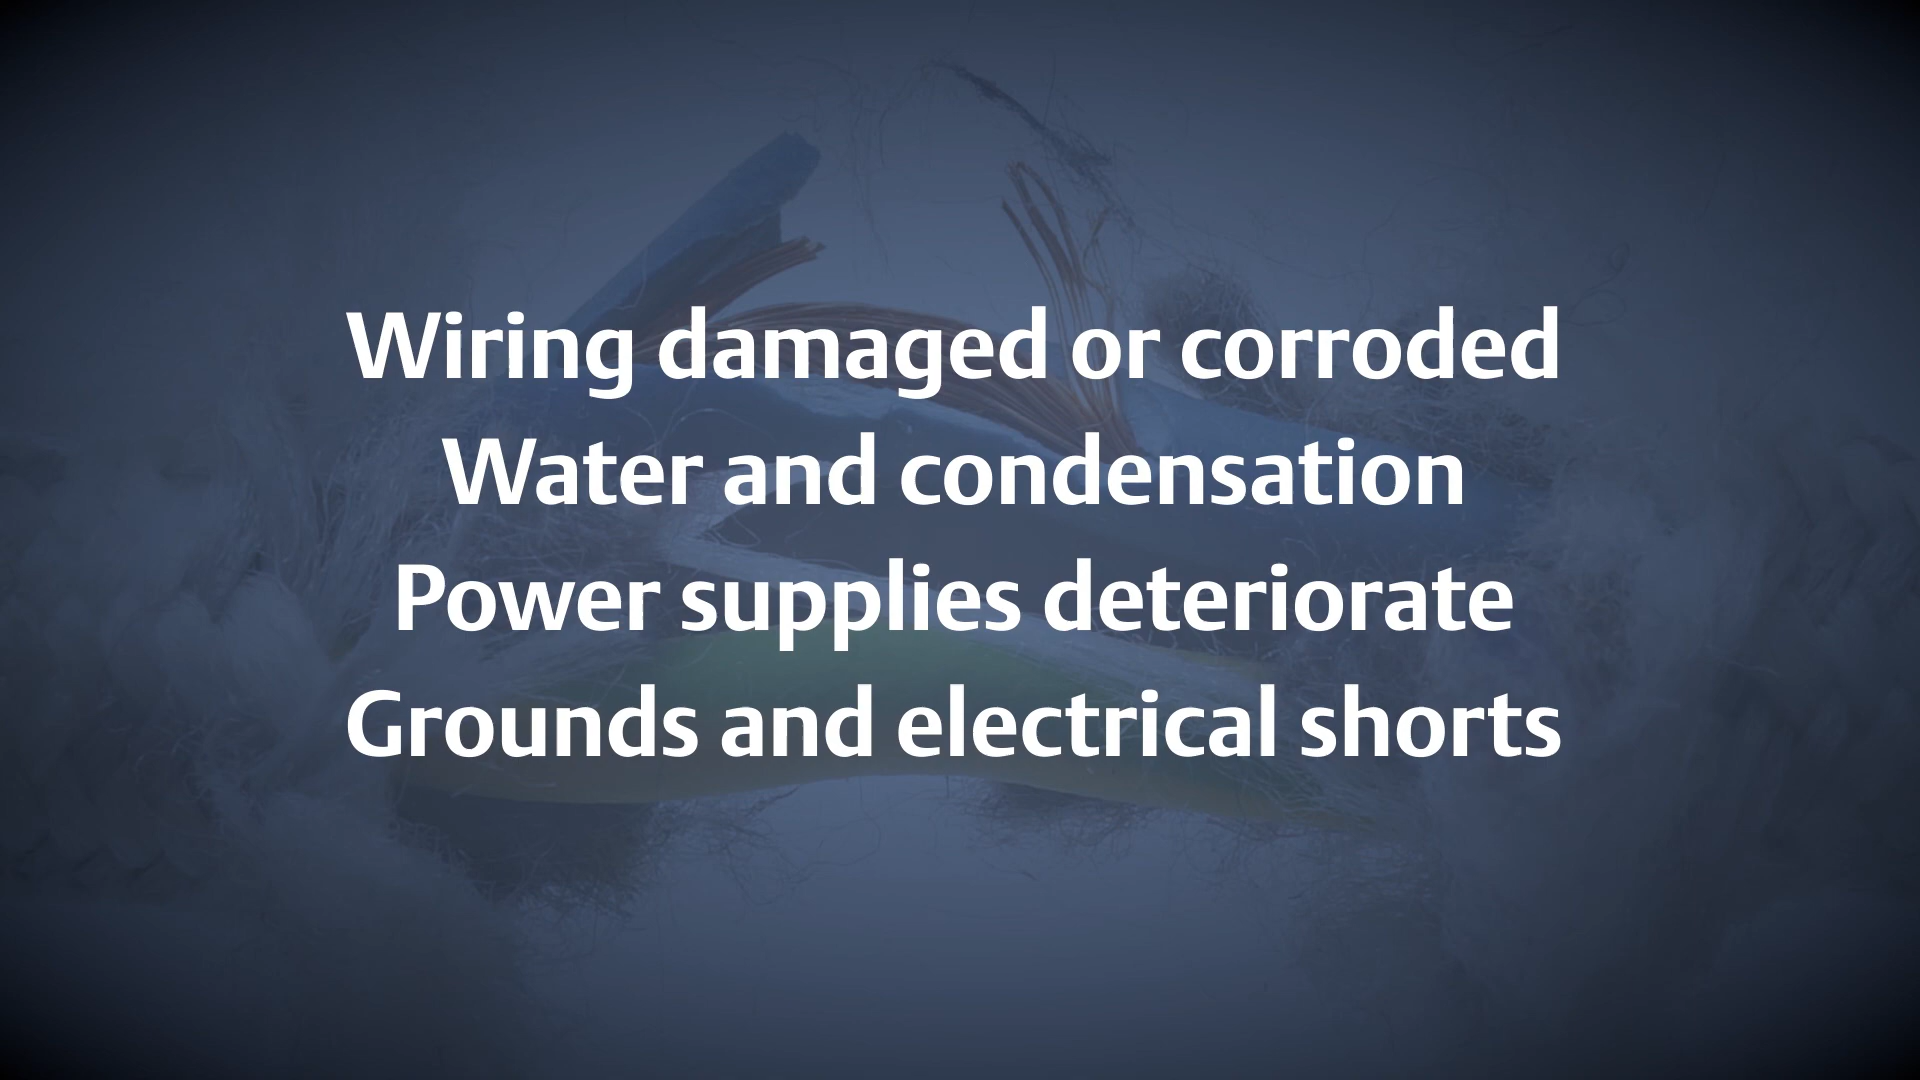 Wiring damaged or corroded
Water and condensation
Power supplies deteriorate
Grounds and electrical shorts